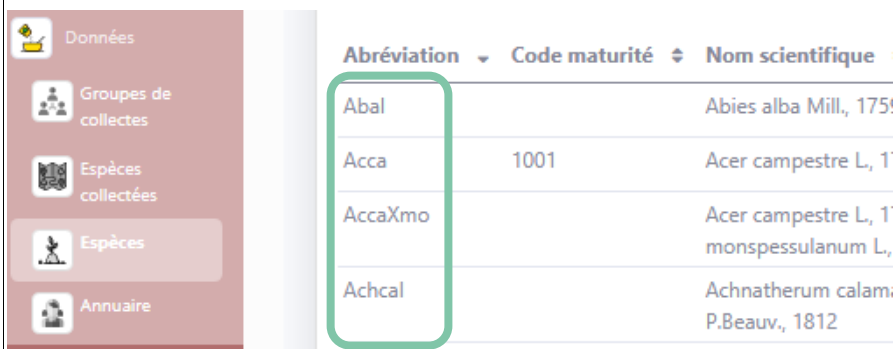 Données
Groupes de
collectes
Espèces
collectées
Espèces
Annuaire
Abréviation Code maturité Nom scientifique
Abal Abies alba Mill., 175
Acca 1001 Acer campestre L., 1
AccaXmo Acer campestre L., 1
monspessulanum L.,
Achcal Achnatherum calam
P.Beauv., 1812